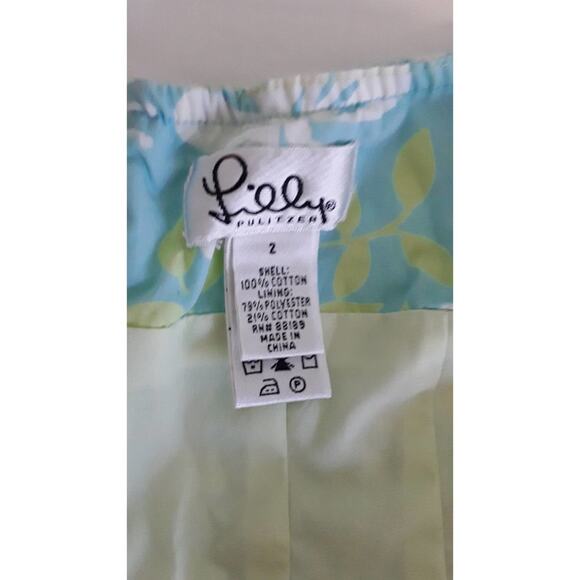 Lilly®
PULITZER
2
SHELL:
100% COTTON
LINING:
79% POLYESTER
21% COTTON
RN# 88189
MADE IN
CHINA
P